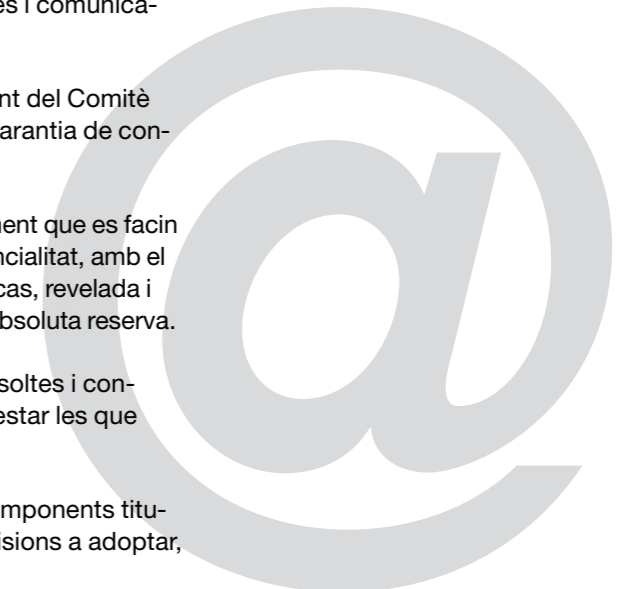 es i comunica-
nt del Comitè
arantia de con-
ment que es facin
ncialitat, amb el
cas, revelada i
bsoluta reserva.
soltes i con-
estar les que
mponents titu-
isions a adoptar,
@